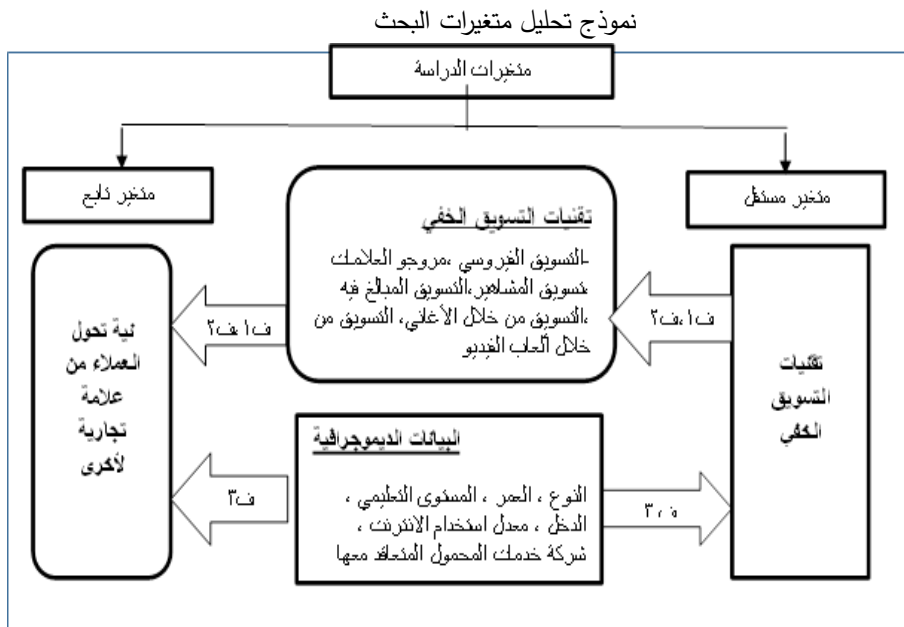 نموذج تحليل متغيرات البحث
متغيرات الدراسة
متغير مستقل
متغير تابع
تقنيات التسويق الخفي
-التسويق الفيروسي ،مروجو العلامات
،تسويق المشاهير،التسويق المبالغ فيه
،التسويق من خلال الأغاني، التسويق من
خلال ألعاب الفيديو
ف١،ف٢
ف١،ف٢
تقنيات
التسويق
الخفي
نية تحول
العملاء من
علامة
تجارية
لأخرى
البيانات الديموجرافية
النوع ، العمر ، المستوى التعليمي ،
الدخل ، معدل استخدام الانترنت ،
شركة خدمات المحمول المتعاقد معها
ف٣
ف٣